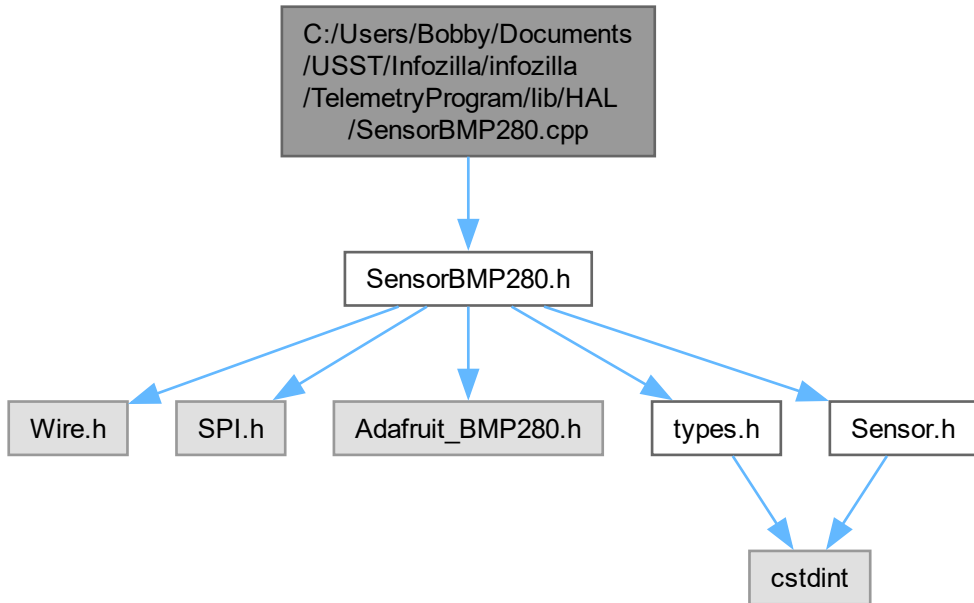 C:/Users/Bobby/Documents
/USST/Infozilla/infozilla
/TelemetryProgram/lib/HAL
/SensorBMP280.cpp
SensorBMP280.h
Wire.h
SPI.h
Adafruit_BMP280.h
types.h
Sensor.h
cstdint